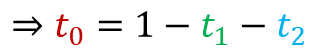 ⇒ t₀ = 1 − t₁ − t₂